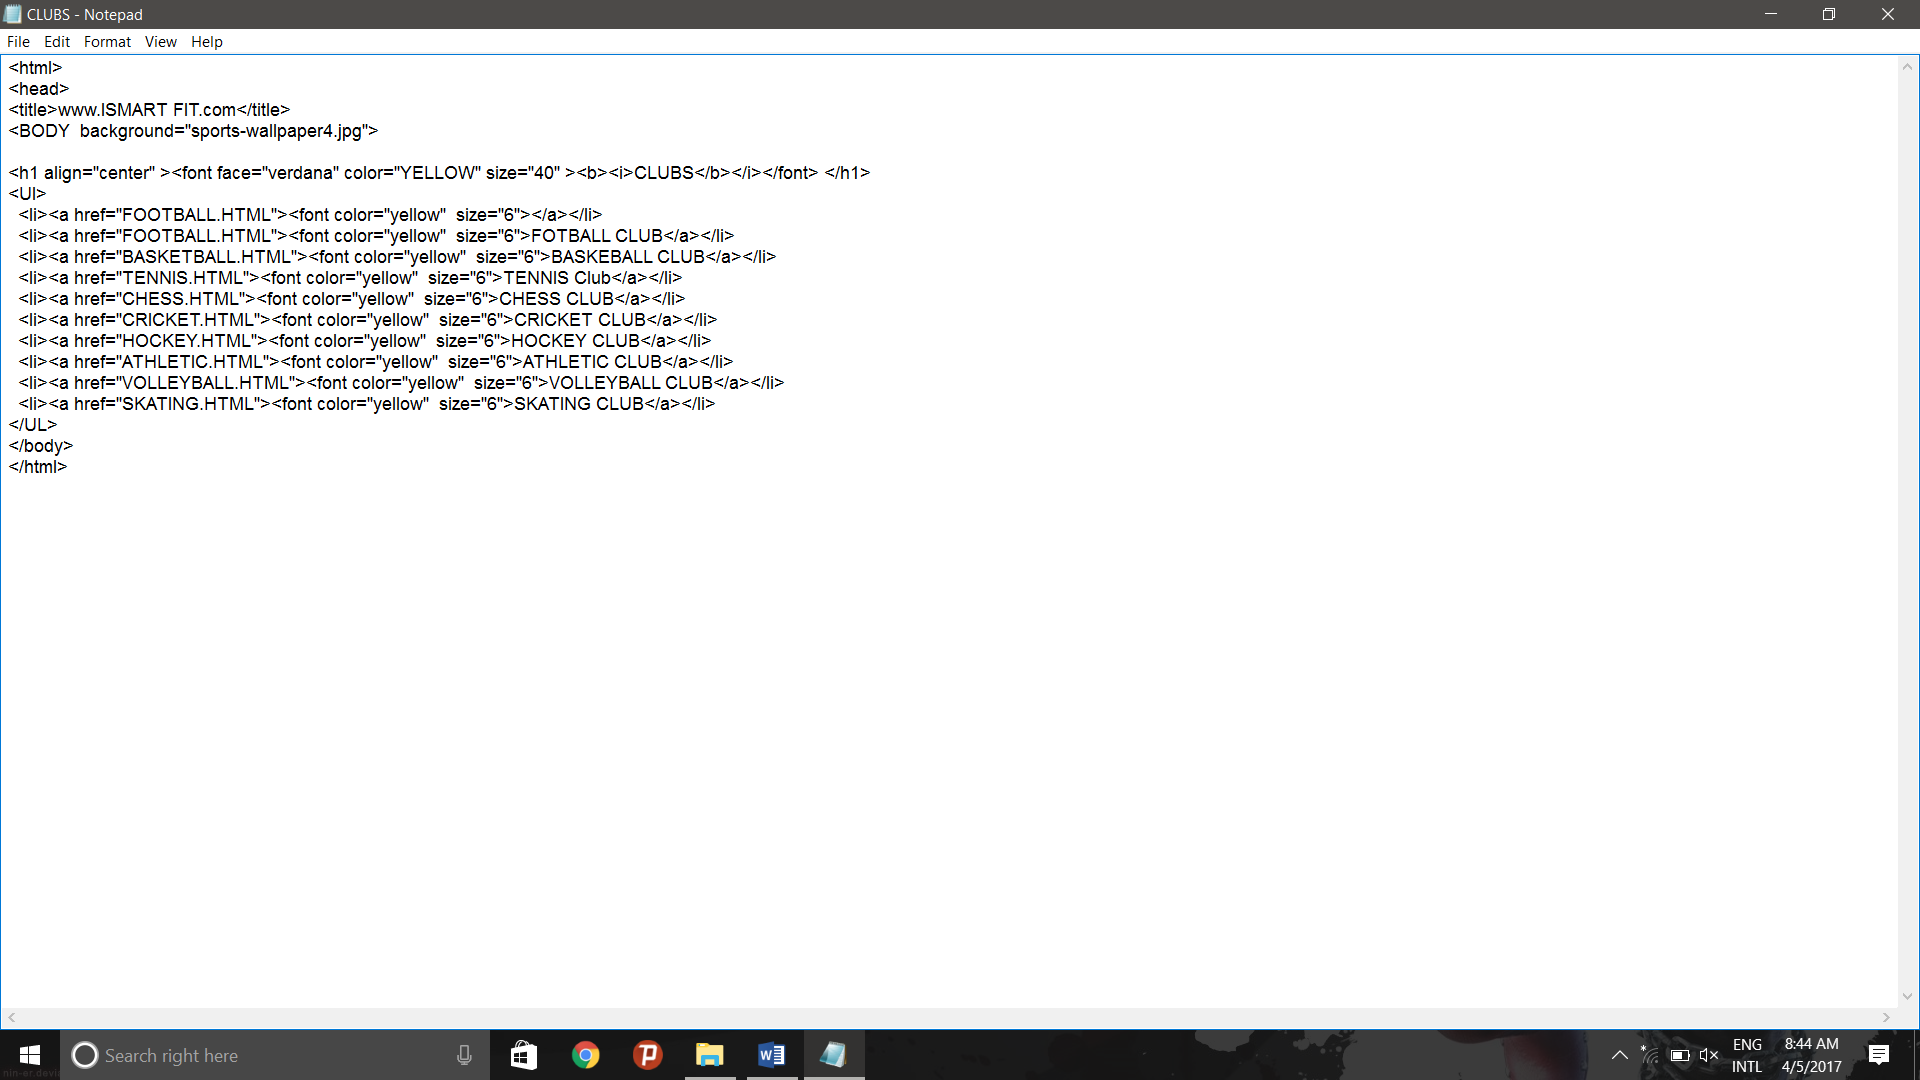 CLUBS - Notepad
File Edit Format View Help
<html>
<head>
<title>www.ISMART FIT.com</title>
<BODY  background="sports-wallpaper4.jpg">

<h1 align="center" ><font face="verdana" color="YELLOW" size="40" ><b><i>CLUBS</b></i></font> </h1>
<Ul>
  <li><a href="FOOTBALL.HTML"><font color="yellow"  size="6"></a></li>
  <li><a href="FOOTBALL.HTML"><font color="yellow"  size="6">FOTBALL CLUB</a></li>
  <li><a href="BASKETBALL.HTML"><font color="yellow"  size="6">BASKEBALL CLUB</a></li>
  <li><a href="TENNIS.HTML"><font color="yellow"  size="6">TENNIS Club</a></li>
  <li><a href="CHESS.HTML"><font color="yellow"  size="6">CHESS CLUB</a></li>
  <li><a href="CRICKET.HTML"><font color="yellow"  size="6">CRICKET CLUB</a></li>
  <li><a href="HOCKEY.HTML"><font color="yellow"  size="6">HOCKEY CLUB</a></li>
  <li><a href="ATHLETIC.HTML"><font color="yellow"  size="6">ATHLETIC CLUB</a></li>
  <li><a href="VOLLEYBALL.HTML"><font color="yellow"  size="6">VOLLEYBALL CLUB</a></li>
  <li><a href="SKATING.HTML"><font color="yellow"  size="6">SKATING CLUB</a></li>
</UL>
</body>
</html>
Search right here
ENG
INTL
8:44 AM
4/5/2017